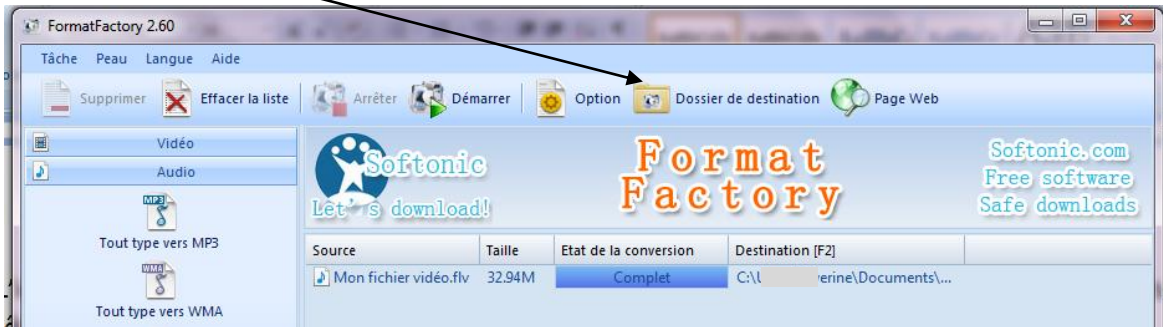 FormatFactory 2.60
Tâche Peau Langue Aide
Supprimer Effacer la liste Arrêter Démarrer Option Dossier de destination Page Web
Vidéo
Audio
MP3
Tout type vers MP3
WMA
Tout type vers WMA
Softonic
Let's download!
Format
Factory
Softonic.com
Free software
Safe downloads
Source Taille Etat de la conversion Destination [F2]
Mon fichier vidéo.flv 32.94M Complet C:\ erine\Documents\...